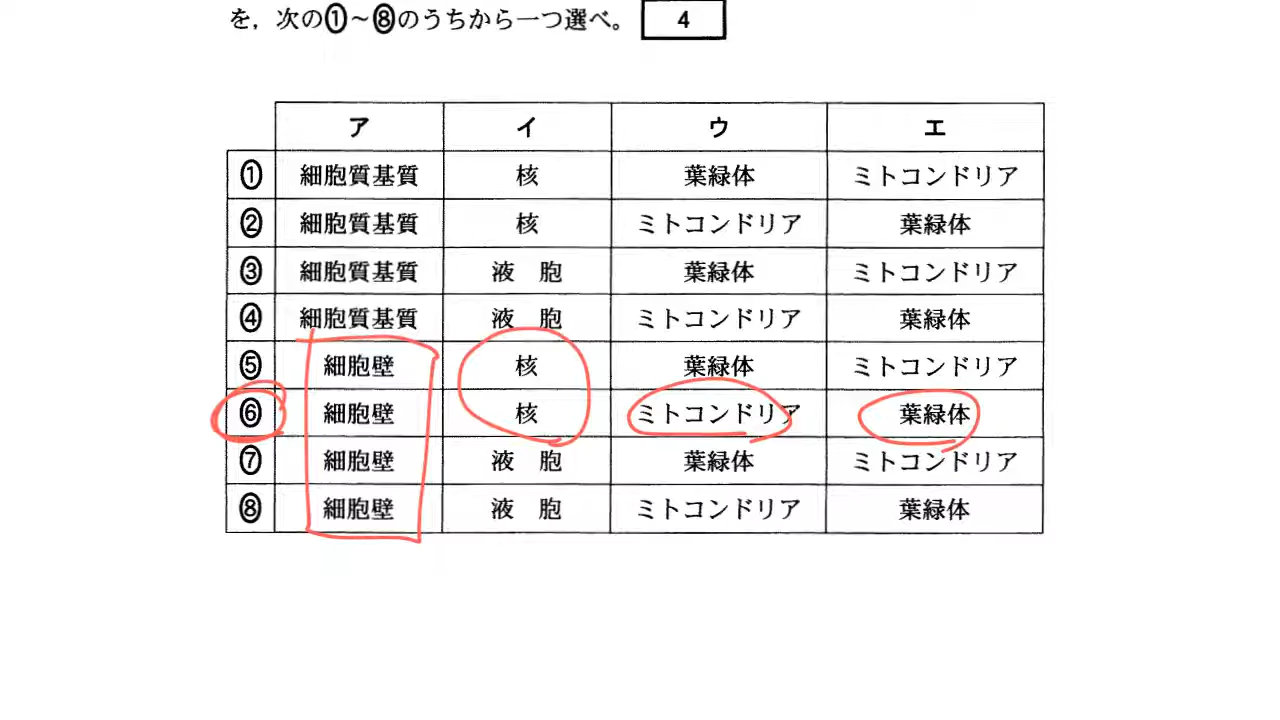 を，次の①～⑧のうちから一つ選べ。 4
ア イ ウ エ
① 細胞質基質 核 葉緑体 ミトコンドリア
② 細胞質基質 核 ミトコンドリア 葉緑体
③ 細胞質基質 液胞 葉緑体 ミトコンドリア
④ 細胞質基質 液胞 ミトコンドリア 葉緑体
⑤ 細胞壁 核 葉緑体 ミトコンドリア
⑥ 細胞壁 核 ミトコンドリア 葉緑体
⑦ 細胞壁 液胞 葉緑体 ミトコンドリア
⑧ 細胞壁 液胞 ミトコンドリア 葉緑体